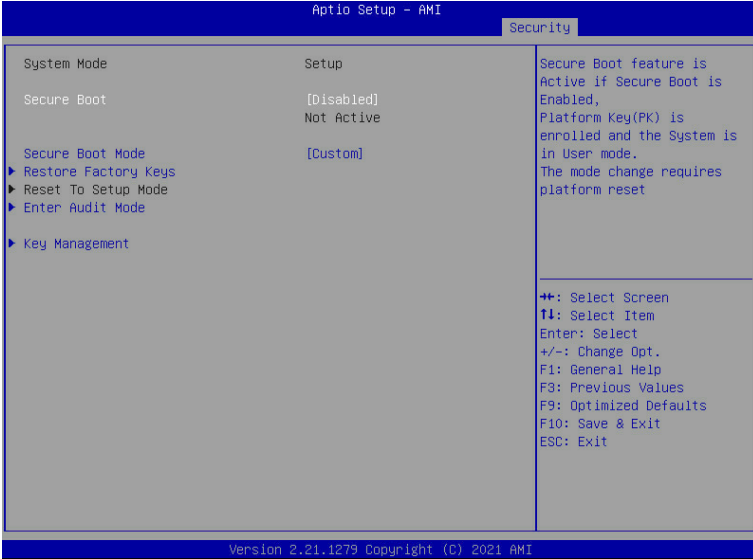 Aptio Setup – AMI
Security
System Mode Setup
Secure Boot [Disabled]
Not Active
Secure Boot Mode [Custom]
Restore Factory Keys
Reset To Setup Mode
Enter Audit Mode
Key Management
Secure Boot feature is
Active if Secure Boot is
Enabled,
Platform Key(PK) is
enrolled and the System is
in User mode.
The mode change requires
platform reset
→←: Select Screen
↑↓: Select Item
Enter: Select
+/-: Change Opt.
F1: General Help
F3: Previous Values
F9: Optimized Defaults
F10: Save & Exit
ESC: Exit
Version 2.21.1279 Copyright (C) 2021 AMI